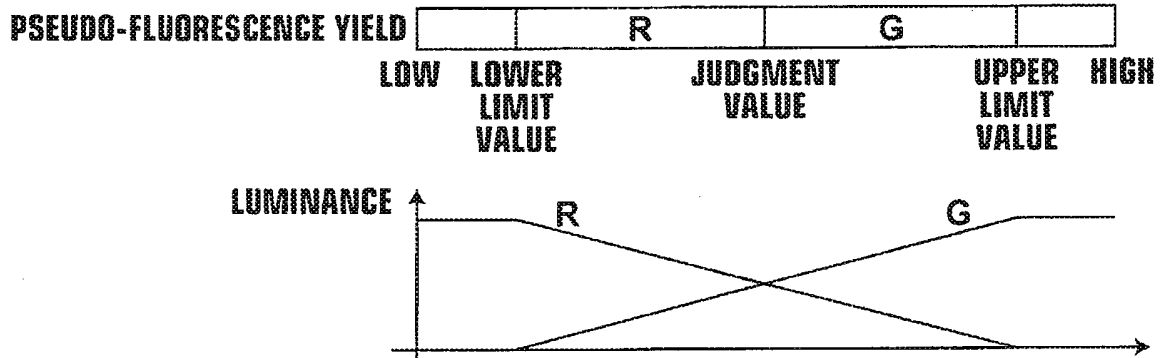 PSEUDO-FLUORESCENCE YIELD R G
LOW LOWER LIMIT VALUE JUDGMENT VALUE UPPER LIMIT VALUE HIGH
LUMINANCE R G